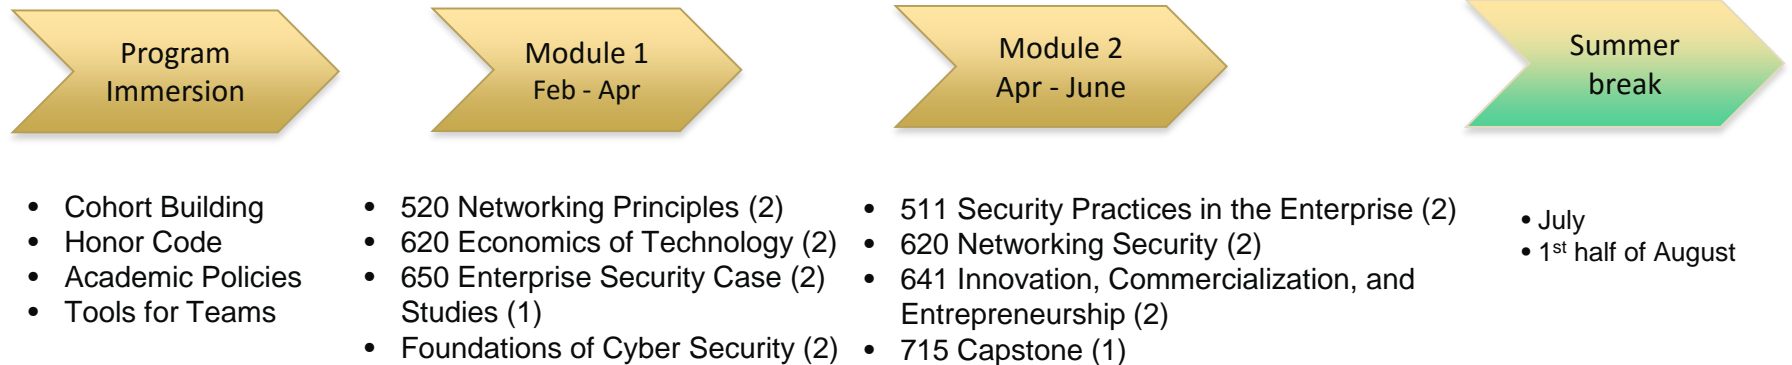 Program
Immersion
Module 1
Feb - Apr
Module 2
Apr - June
Summer
break
• Cohort Building
• Honor Code
• Academic Policies
• Tools for Teams
• 520 Networking Principles (2)
• 620 Economics of Technology (2)
• 650 Enterprise Security Case (2)
Studies (1)
• Foundations of Cyber Security (2)
• 511 Security Practices in the Enterprise (2)
• 620 Networking Security (2)
• 641 Innovation, Commercialization, and
Entrepreneurship (2)
• 715 Capstone (1)
• July
• 1st half of August